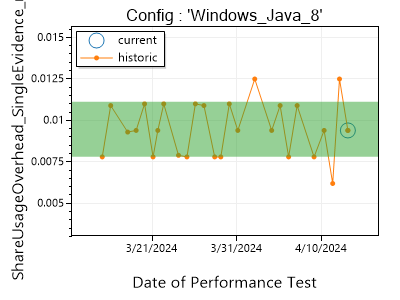 Config : 'Windows_Java_8'
ShareUsageOverhead_SingleEvidence_
current
historic
0.015
0.0125
0.01
0.0075
0.005
3/21/2024
3/31/2024
4/10/2024
Date of Performance Test